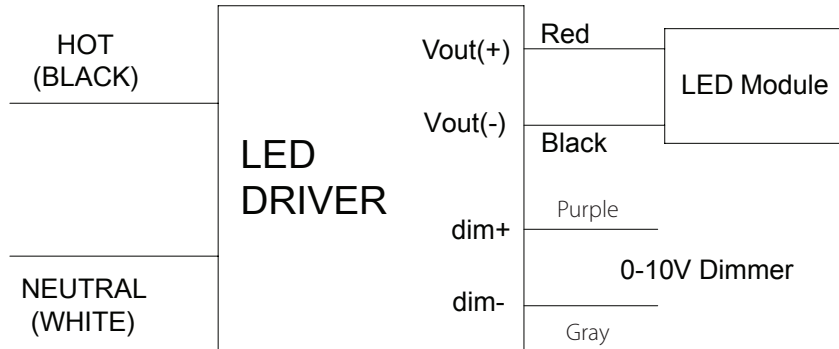 HOT
(BLACK)
NEUTRAL
(WHITE)
LED
DRIVER
Vout(+)
Vout(-)
dim+
dim-
Red
Black
Purple
Gray
LED Module
0-10V Dimmer